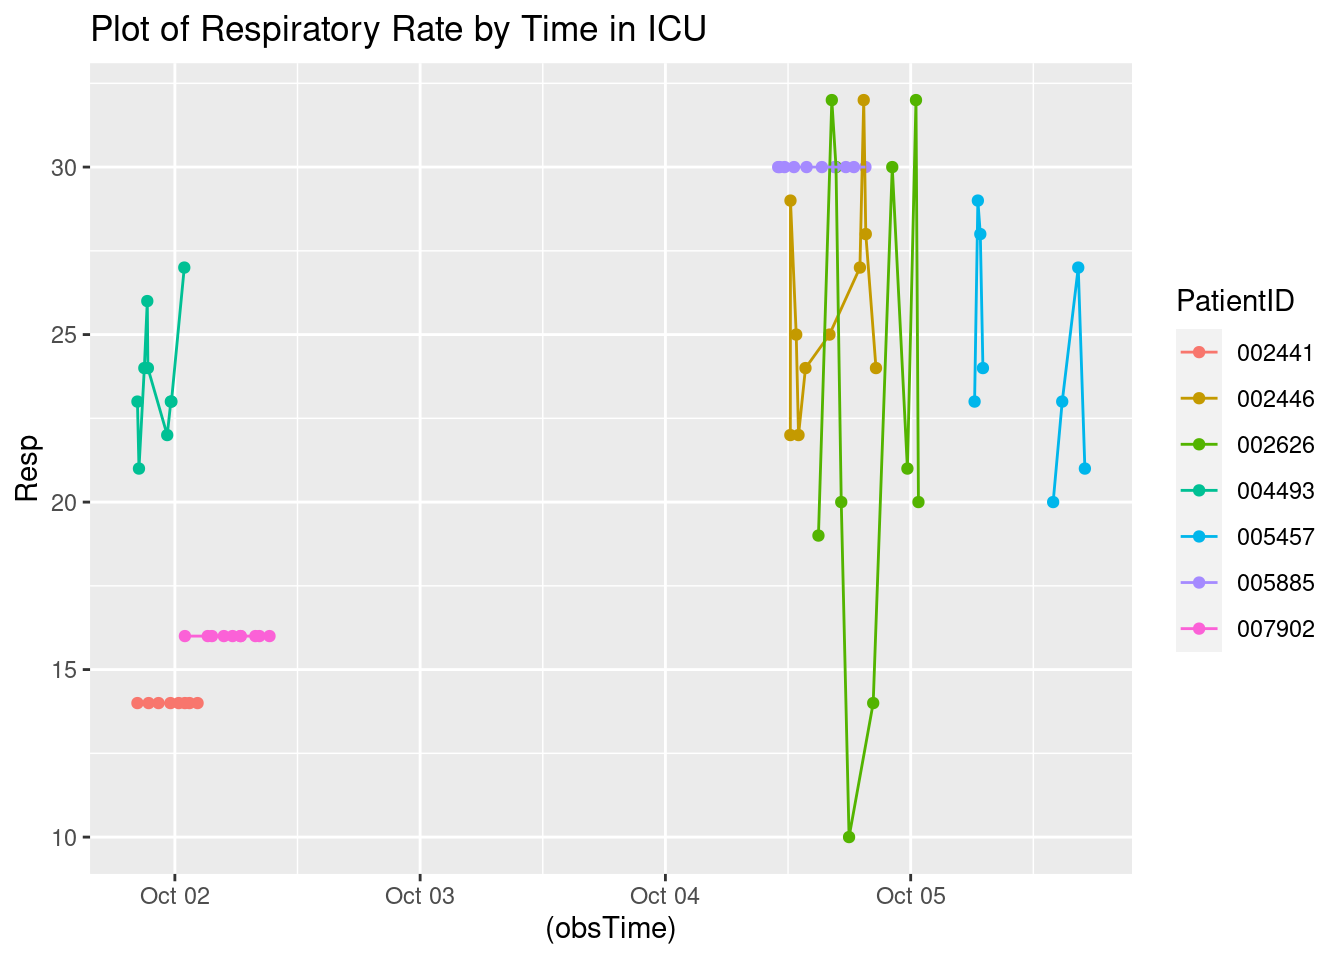 Plot of Respiratory Rate by Time in ICU
Resp
30
25
20
15
10
Oct 02
Oct 03
Oct 04
Oct 05
(obsTime)
PatientID
002441
002446
002626
004493
005457
005885
007902